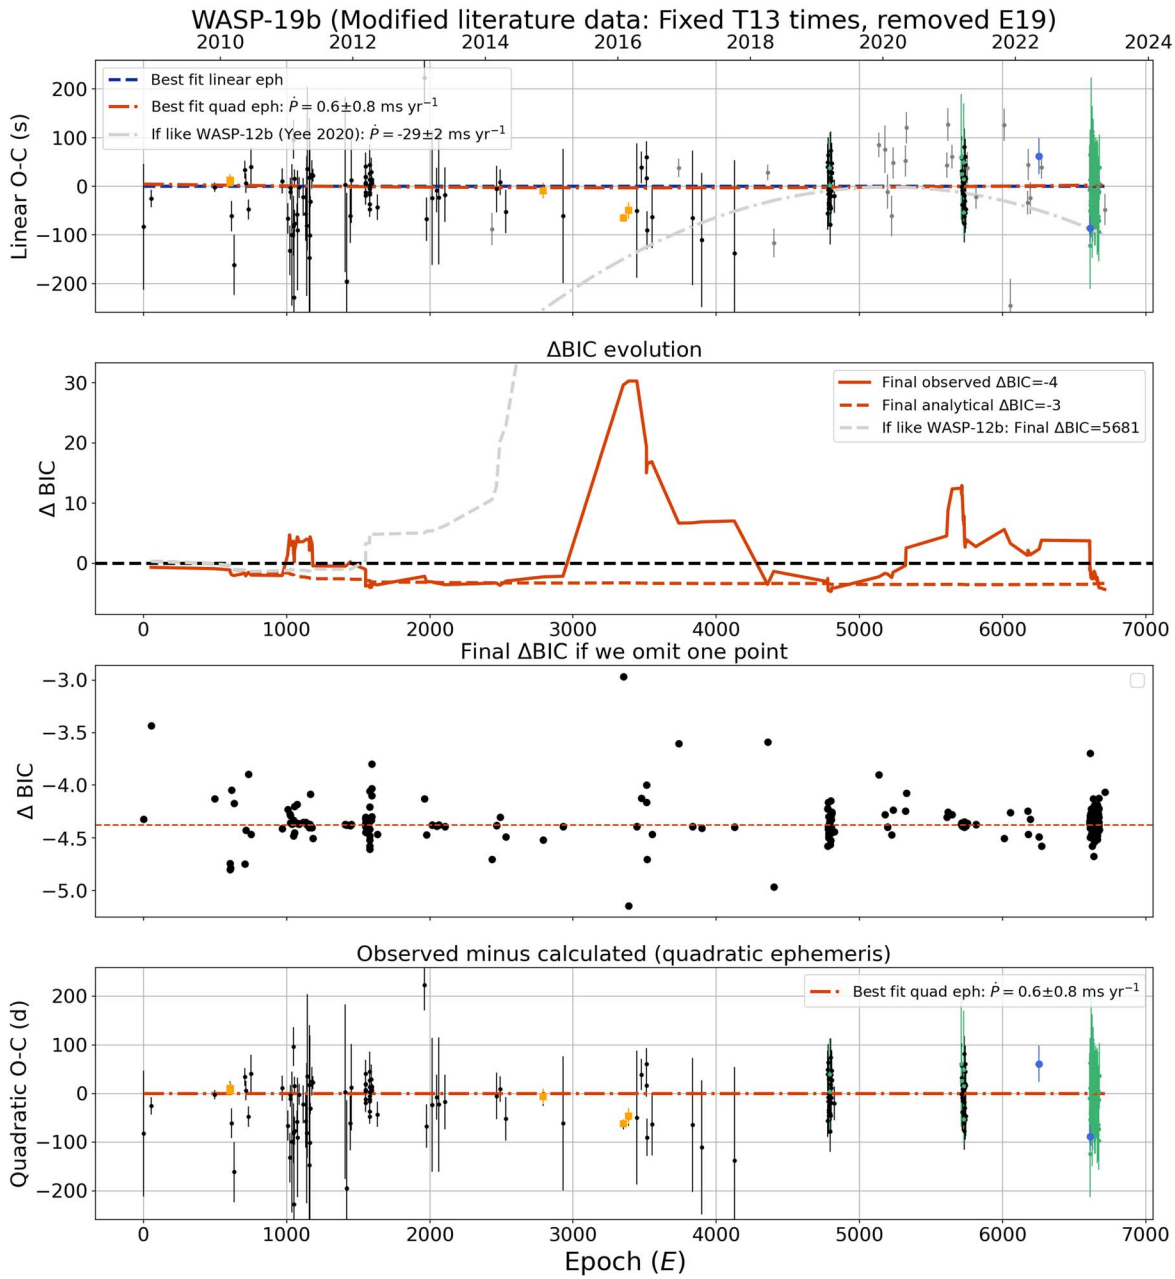 WASP-19b (Modified literature data: Fixed T13 times, removed E19)
2010 2012 2014 2016 2018 2020 2022 2024
Linear O-C (s)
200
100
0
−100
−200
Best fit linear eph
Best fit quad eph: Ṗ = 0.6±0.8 ms yr⁻¹
If like WASP-12b (Yee 2020): Ṗ = -29±2 ms yr⁻¹
ΔBIC evolution
Δ BIC
30
20
10
0
Final observed ΔBIC=-4
Final analytical ΔBIC=-3
If like WASP-12b: Final ΔBIC=5681
0 1000 2000 3000 4000 5000 6000 7000
Final ΔBIC if we omit one point
Δ BIC
−3.0
−3.5
−4.0
−4.5
−5.0
Observed minus calculated (quadratic ephemeris)
Quadratic O-C (d)
200
100
0
−100
−200
Best fit quad eph: Ṗ = 0.6±0.8 ms yr⁻¹
0 1000 2000 3000 4000 5000 6000 7000
Epoch (E)